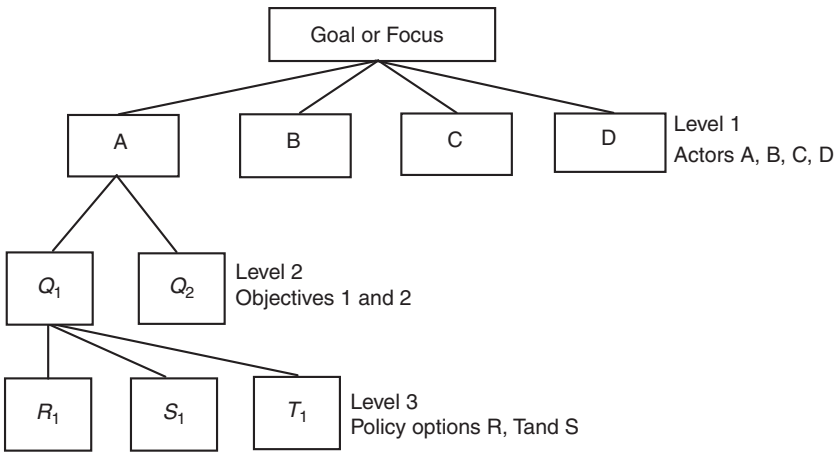 Goal or Focus
A
B
C
D
Level 1
Actors A, B, C, D
Q1
Q2
Level 2
Objectives 1 and 2
R1
S1
T1
Level 3
Policy options R, Tand S